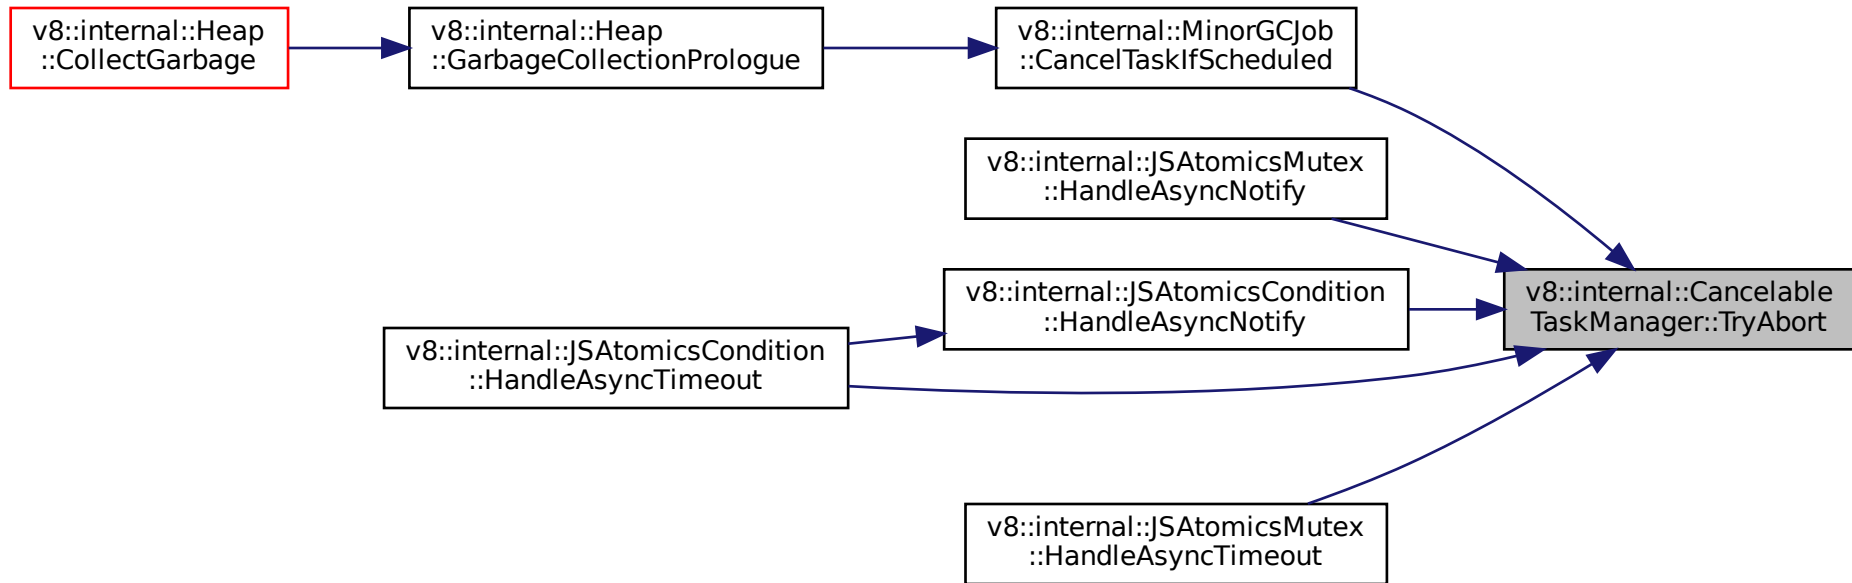 v8::internal::Heap
::CollectGarbage
v8::internal::Heap
::GarbageCollectionPrologue
v8::internal::MinorGCJob
::CancelTaskIfScheduled
v8::internal::JSAtomicsMutex
::HandleAsyncNotify
v8::internal::JSAtomicsCondition
::HandleAsyncNotify
v8::internal::Cancelable
TaskManager::TryAbort
v8::internal::JSAtomicsCondition
::HandleAsyncTimeout
v8::internal::JSAtomicsMutex
::HandleAsyncTimeout